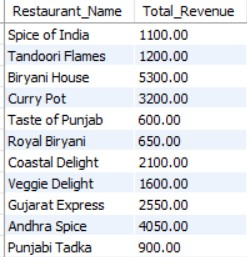 Restaurant_Name Total_Revenue
Spice of India 1100.00
Tandoori Flames 1200.00
Biryani House 5300.00
Curry Pot 3200.00
Taste of Punjab 600.00
Royal Biryani 650.00
Coastal Delight 2100.00
Veggie Delight 1600.00
Gujarat Express 2550.00
Andhra Spice 4050.00
Punjabi Tadka 900.00